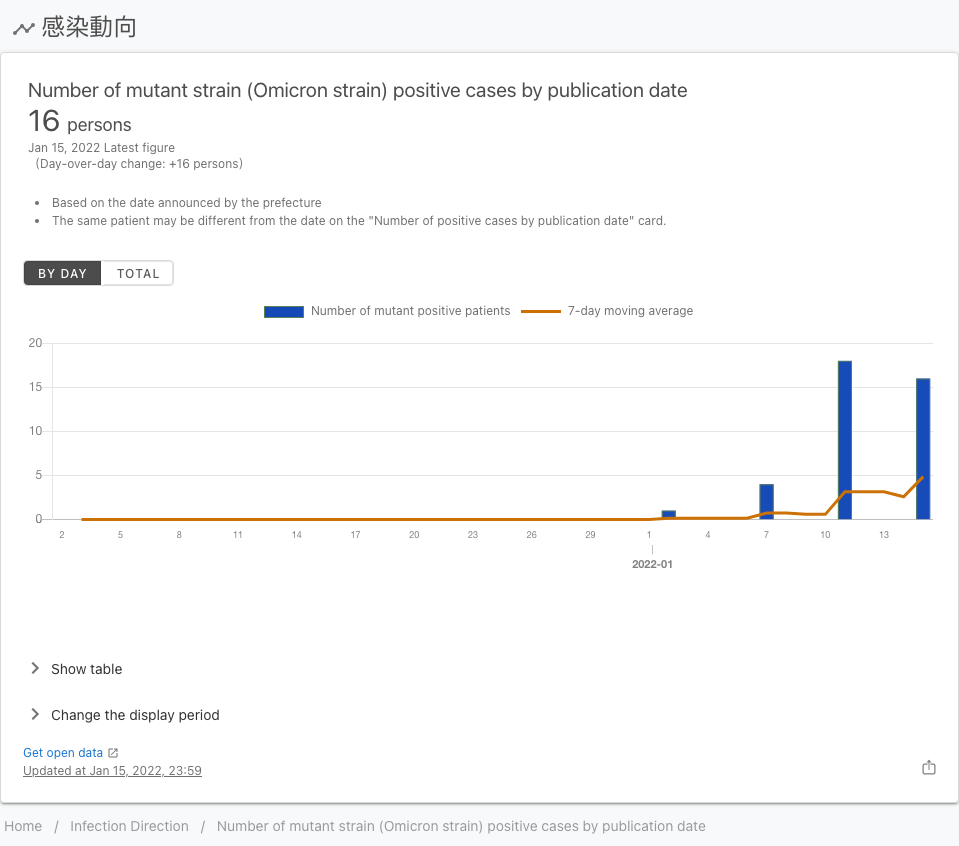 感染動向
Number of mutant strain (Omicron strain) positive cases by publication date
16 persons
Jan 15, 2022 Latest figure
(Day-over-day change: +16 persons)
• Based on the date announced by the prefecture
• The same patient may be different from the date on the "Number of positive cases by publication date" card.
BY DAY TOTAL
Number of mutant positive patients 7-day moving average
20
15
10
5
0
2 5 8 11 14 17 20 23 26 29 1 4 7 10 13
2022-01
Show table
Change the display period
Get open data
Updated at Jan 15, 2022, 23:59
Home / Infection Direction / Number of mutant strain (Omicron strain) positive cases by publication date